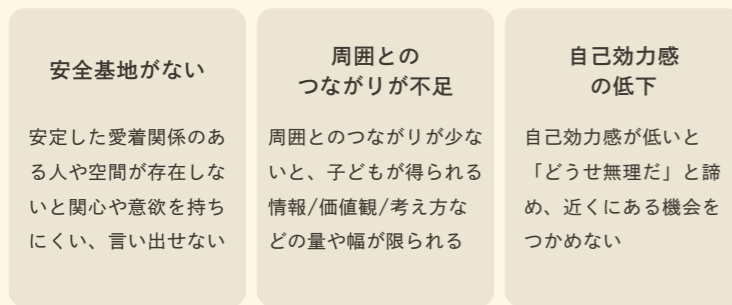 安全基地がない
安定した愛着関係のあ
る人や空間が存在しな
いと関心や意欲を持ち
にくい、言い出せない
周囲との
つながりが不足
周囲とのつながりが少な
いと、子どもが得られる
情報/価値観/考え方な
どの量や幅が限られる
自己効力感
の低下
自己効力感が低いと
「どうせ無理だ」と諦
め、近くにある機会を
つかめない